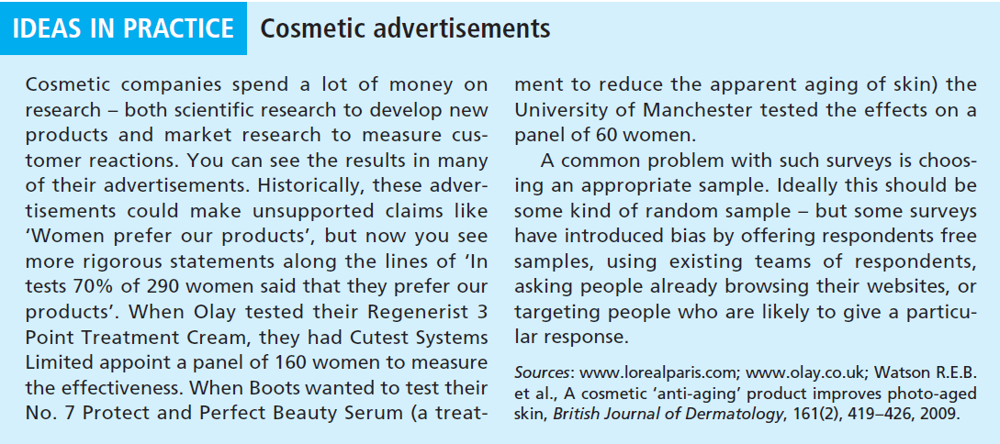 IDEAS IN PRACTICE Cosmetic advertisements
Cosmetic companies spend a lot of money on
research – both scientific research to develop new
products and market research to measure cus-
tomer reactions. You can see the results in many
of their advertisements. Historically, these adver-
tisements could make unsupported claims like
‘Women prefer our products’, but now you see
more rigorous statements along the lines of ‘In
tests 70% of 290 women said that they prefer our
products’. When Olay tested their Regenerist 3
Point Treatment Cream, they had Cutest Systems
Limited appoint a panel of 160 women to measure
the effectiveness. When Boots wanted to test their
No. 7 Protect and Perfect Beauty Serum (a treat-
ment to reduce the apparent aging of skin) the
University of Manchester tested the effects on a
panel of 60 women.
A common problem with such surveys is choos-
ing an appropriate sample. Ideally this should be
some kind of random sample – but some surveys
have introduced bias by offering respondents free
samples, using existing teams of respondents,
asking people already browsing their websites, or
targeting people who are likely to give a particu-
lar response.
Sources: www.lorealparis.com; www.olay.co.uk; Watson R.E.B.
et al., A cosmetic ‘anti-aging’ product improves photo-aged
skin, British Journal of Dermatology, 161(2), 419–426, 2009.